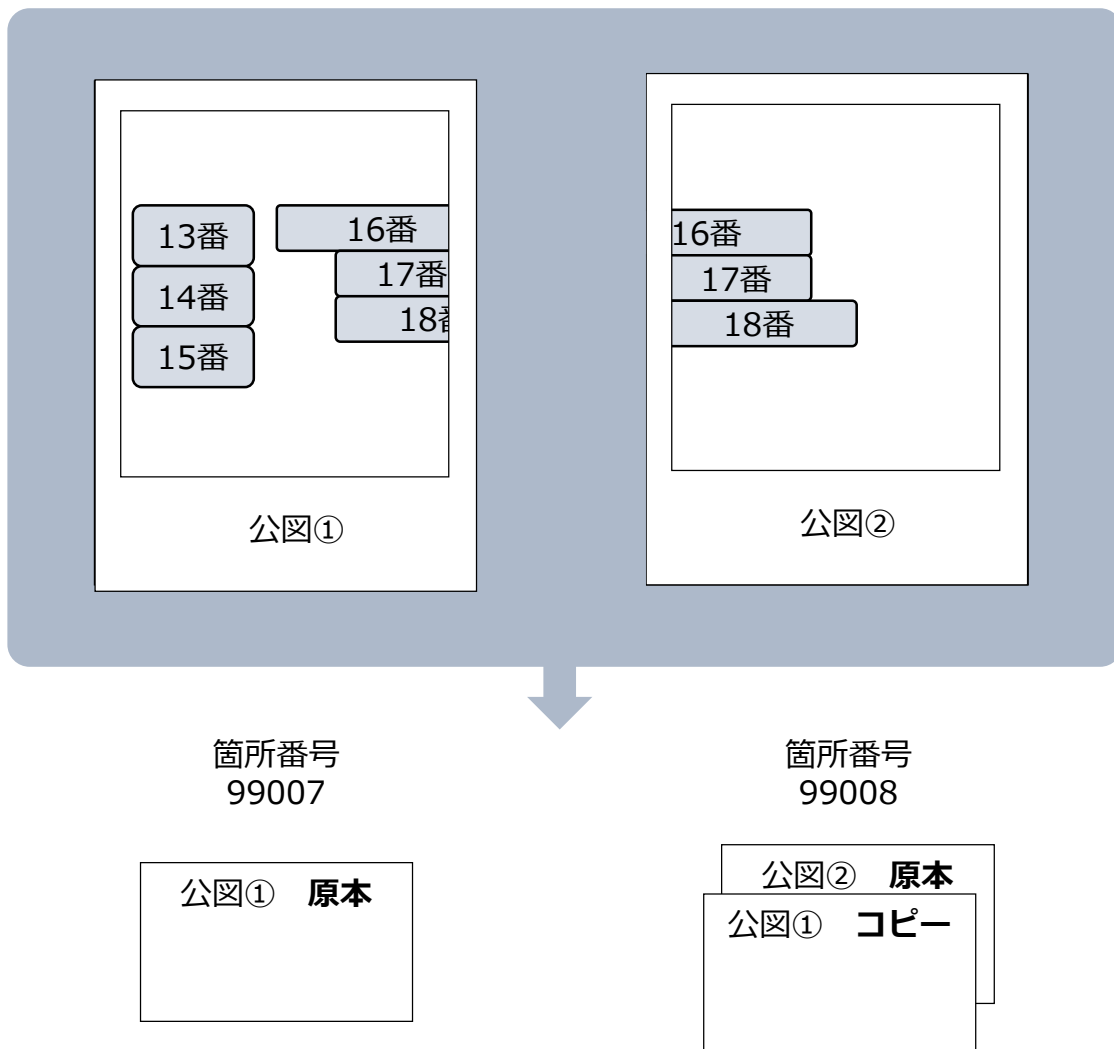 13番
14番
15番
16番
17番
18
公図①
16番
17番
18番
公図②
箇所番号
99007
箇所番号
99008
公図① 原本
公図② 原本
公図① コピー